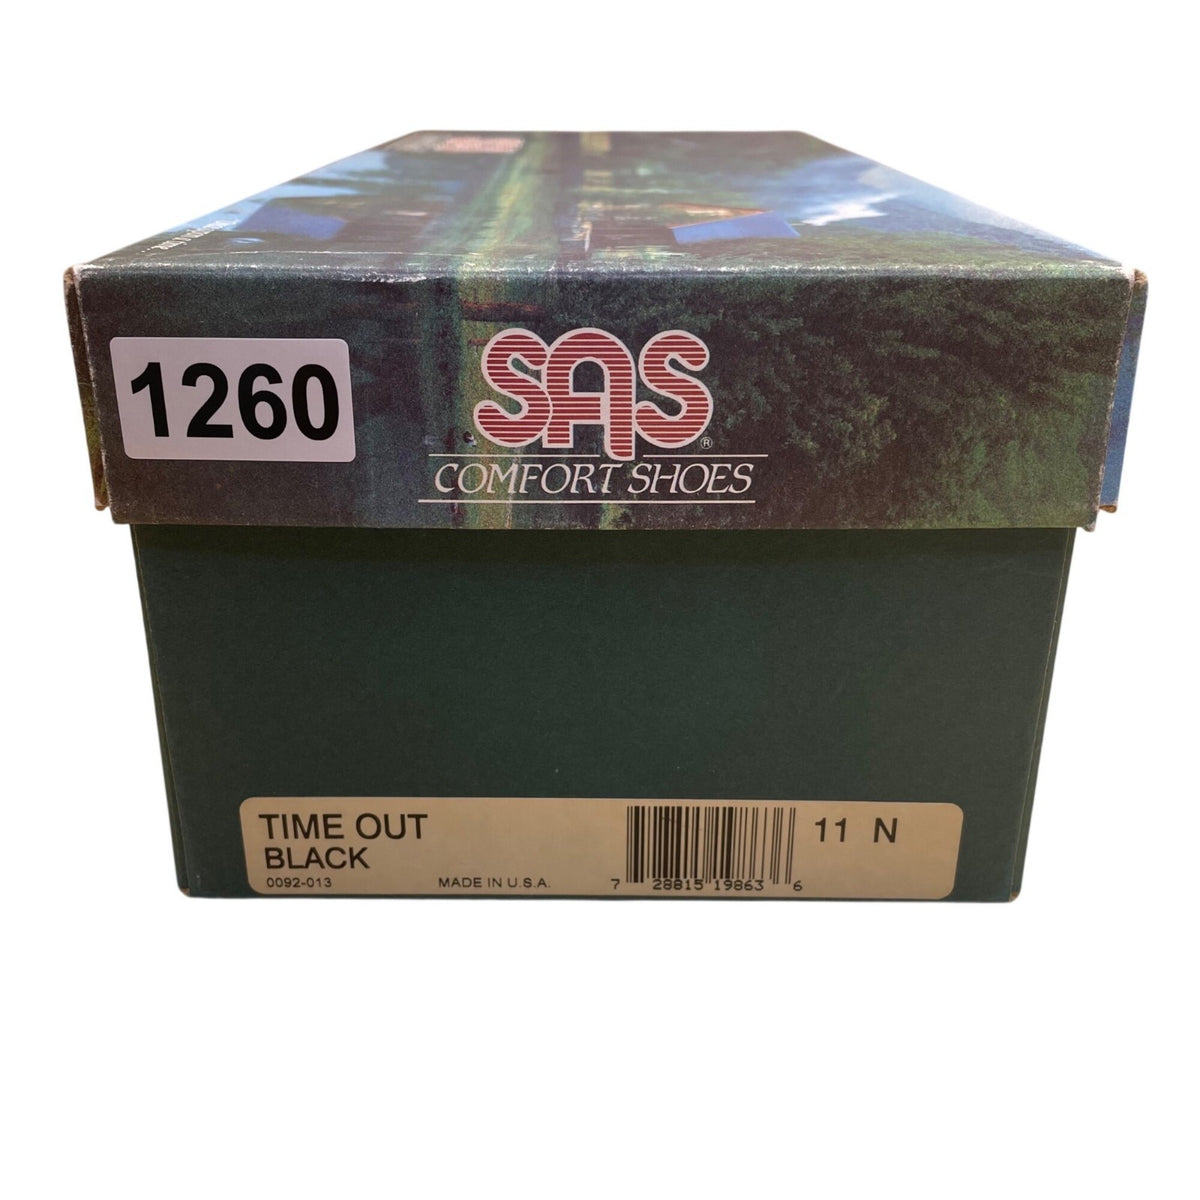 1260
SAS ®
COMFORT SHOES
TIME OUT
BLACK
0092-013 MADE IN U.S.A.
7 28815 19863 6
11 N